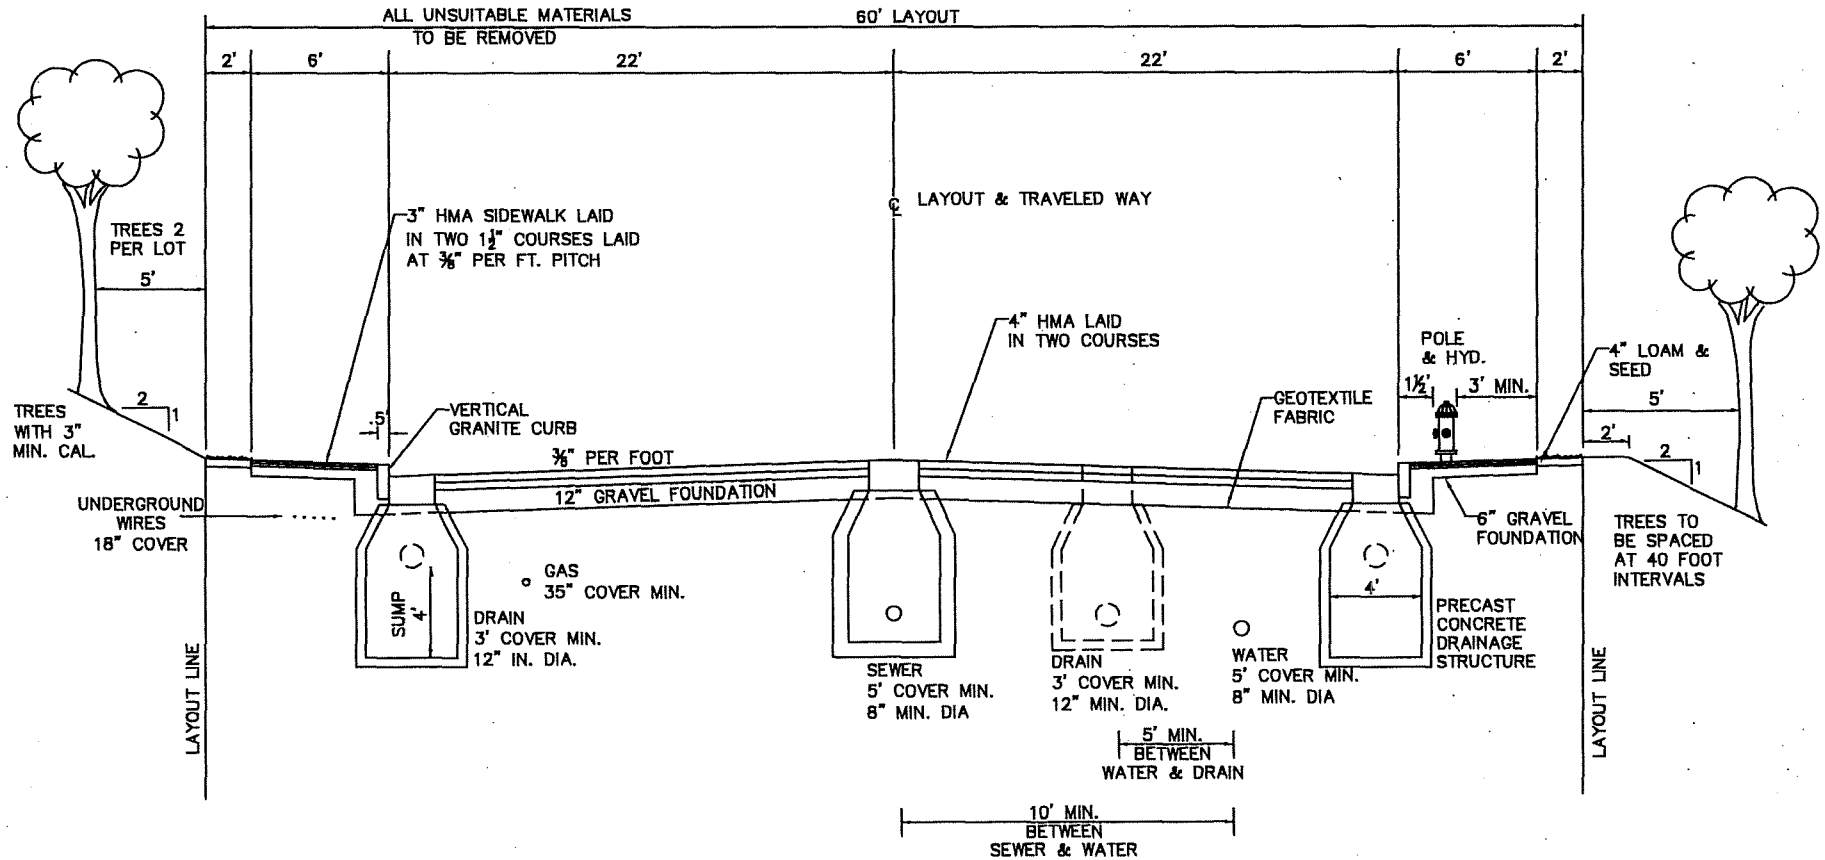 ALL UNSUITABLE MATERIALS
TO BE REMOVED
60' LAYOUT
2'
6'
22'
22'
6'
2'
TREES 2
PER LOT
5'
3" HMA SIDEWALK LAID
IN TWO 1½" COURSES LAID
AT ⅜" PER FT. PITCH
℄ LAYOUT & TRAVELED WAY
4" HMA LAID
IN TWO COURSES
POLE
& HYD.
1½'
3' MIN.
4" LOAM &
SEED
5'
2'
2
1
TREES
WITH 3"
MIN. CAL.
2
1
.5'
VERTICAL
GRANITE CURB
GEOTEXTILE
FABRIC
⅜" PER FOOT
12" GRAVEL FOUNDATION
UNDERGROUND
WIRES
18" COVER
6" GRAVEL
FOUNDATION
TREES TO
BE SPACED
AT 40 FOOT
INTERVALS
SUMP
4'
GAS
35" COVER MIN.
DRAIN
3' COVER MIN.
12" IN. DIA.
SEWER
5' COVER MIN.
8" MIN. DIA
DRAIN
3' COVER MIN.
12" MIN. DIA.
WATER
5' COVER MIN.
8" MIN. DIA
4'
PRECAST
CONCRETE
DRAINAGE
STRUCTURE
LAYOUT LINE
LAYOUT LINE
5' MIN.
BETWEEN
WATER & DRAIN
10' MIN.
BETWEEN
SEWER & WATER